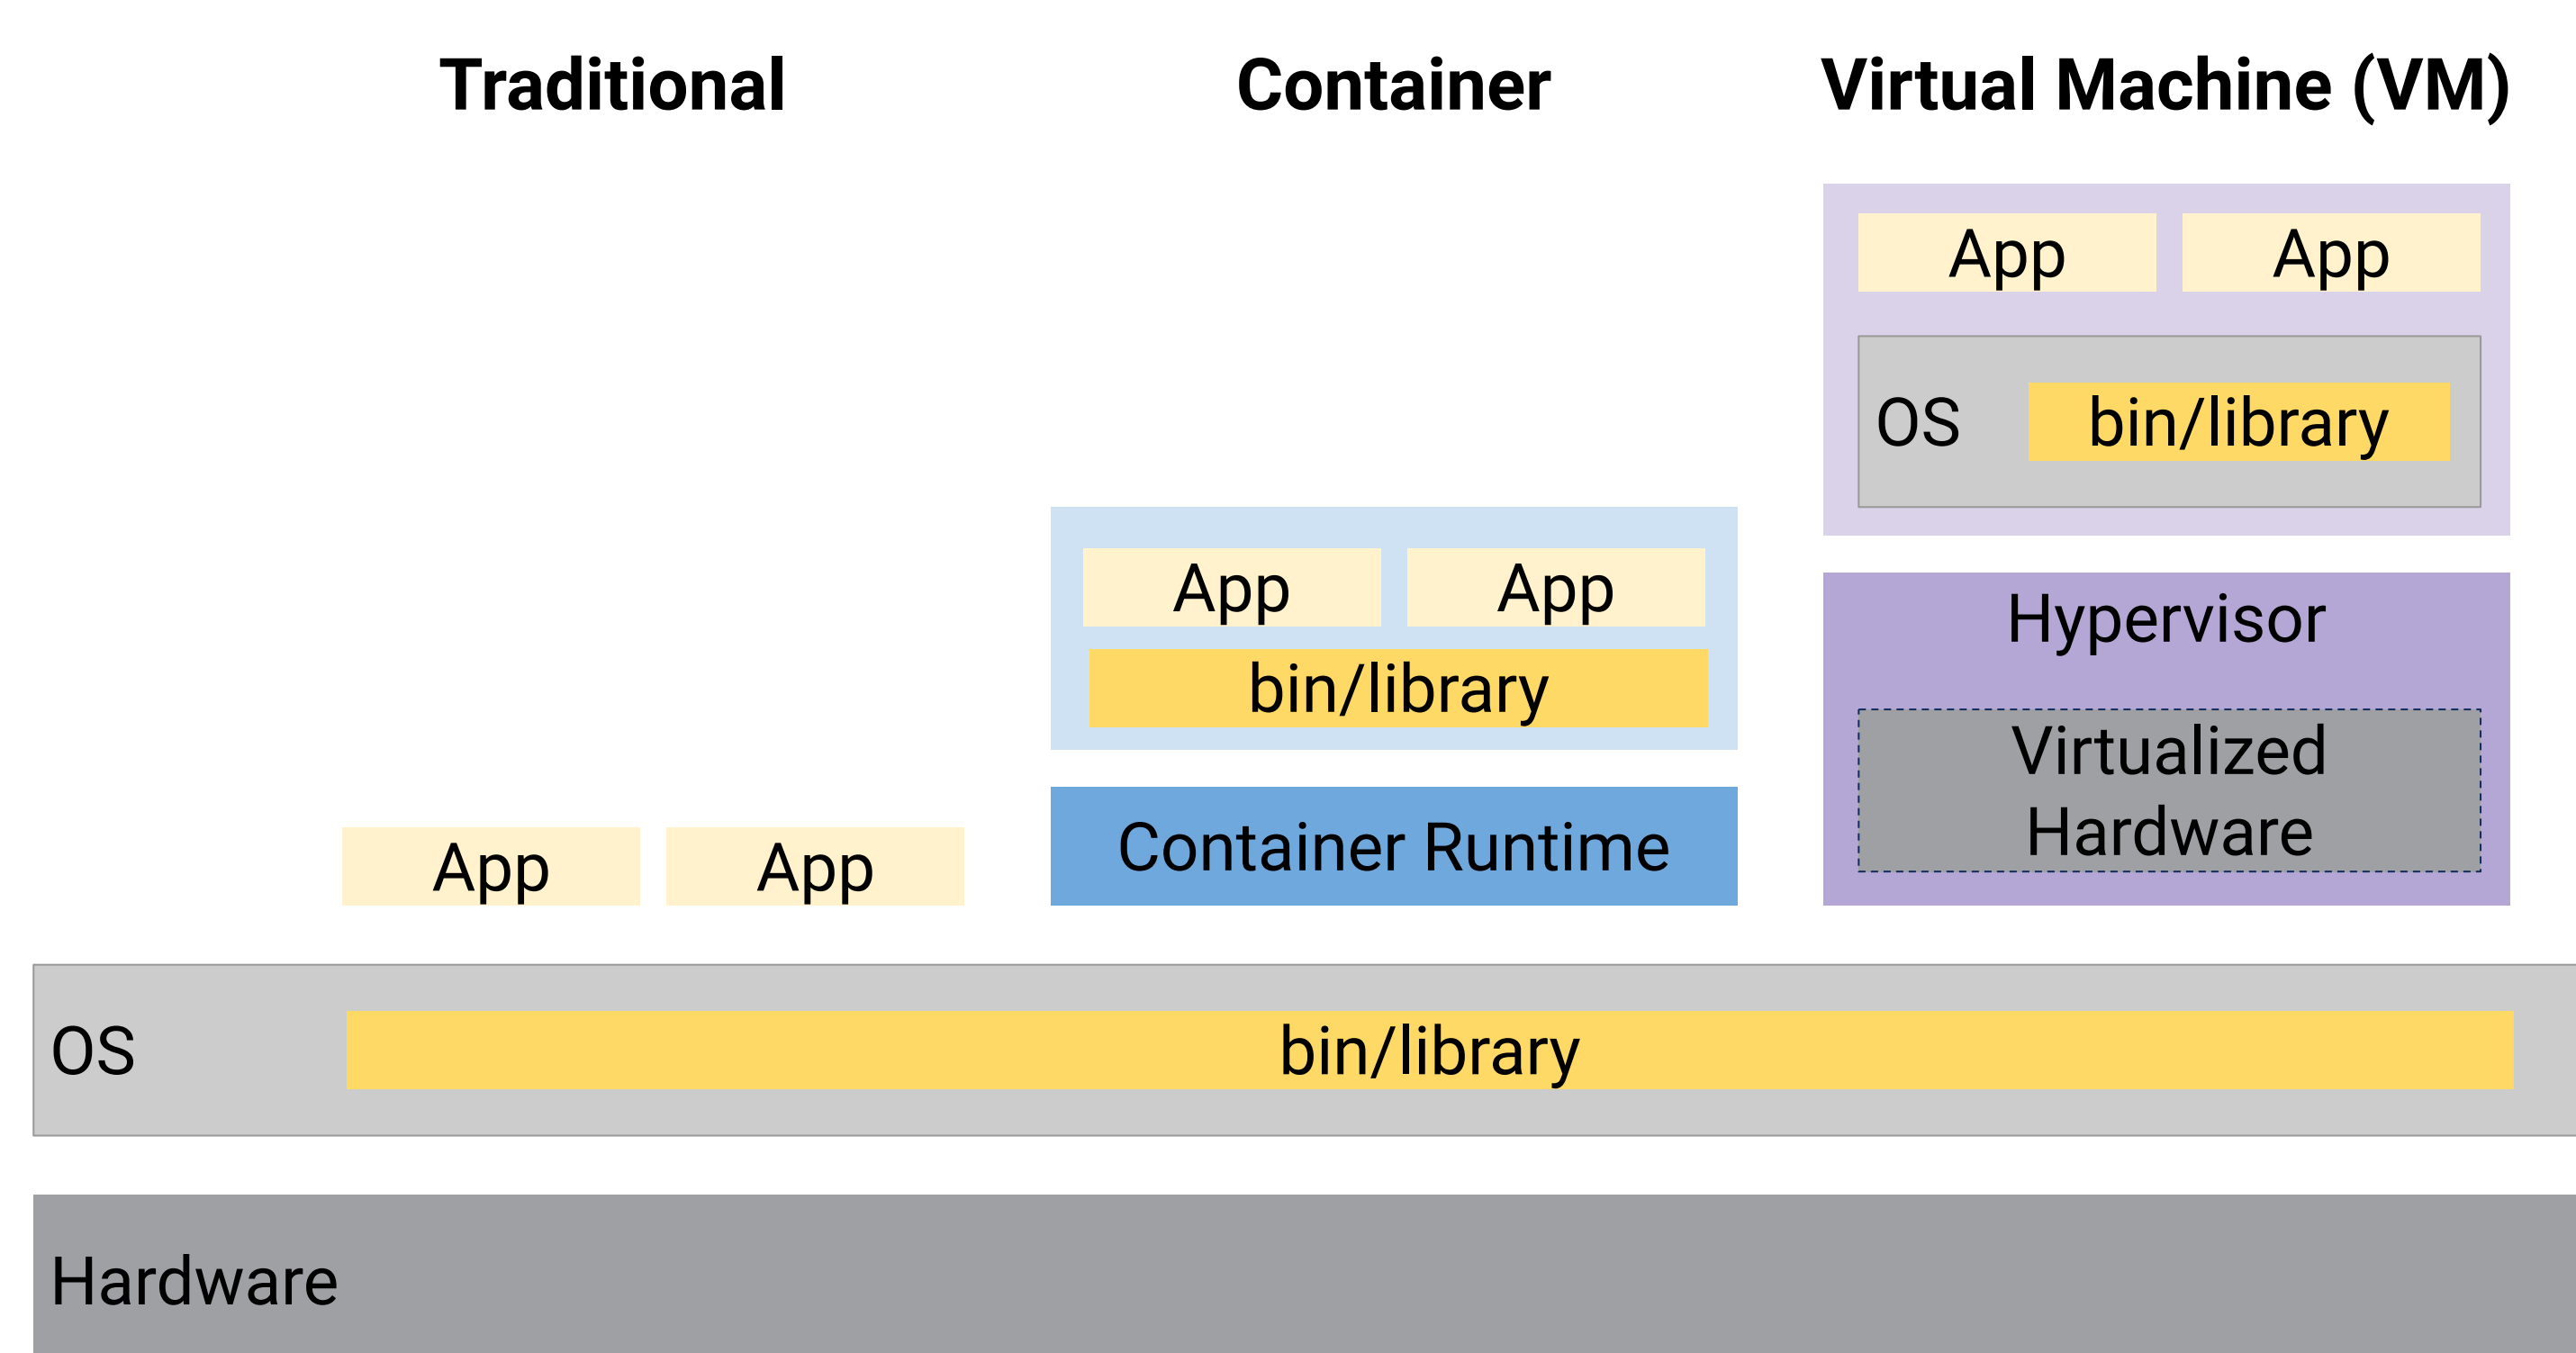 Traditional
Container
Virtual Machine (VM)
App
App
OS
bin/library
App
App
bin/library
Hypervisor
Virtualized
Hardware
Container Runtime
App
App
OS
bin/library
Hardware